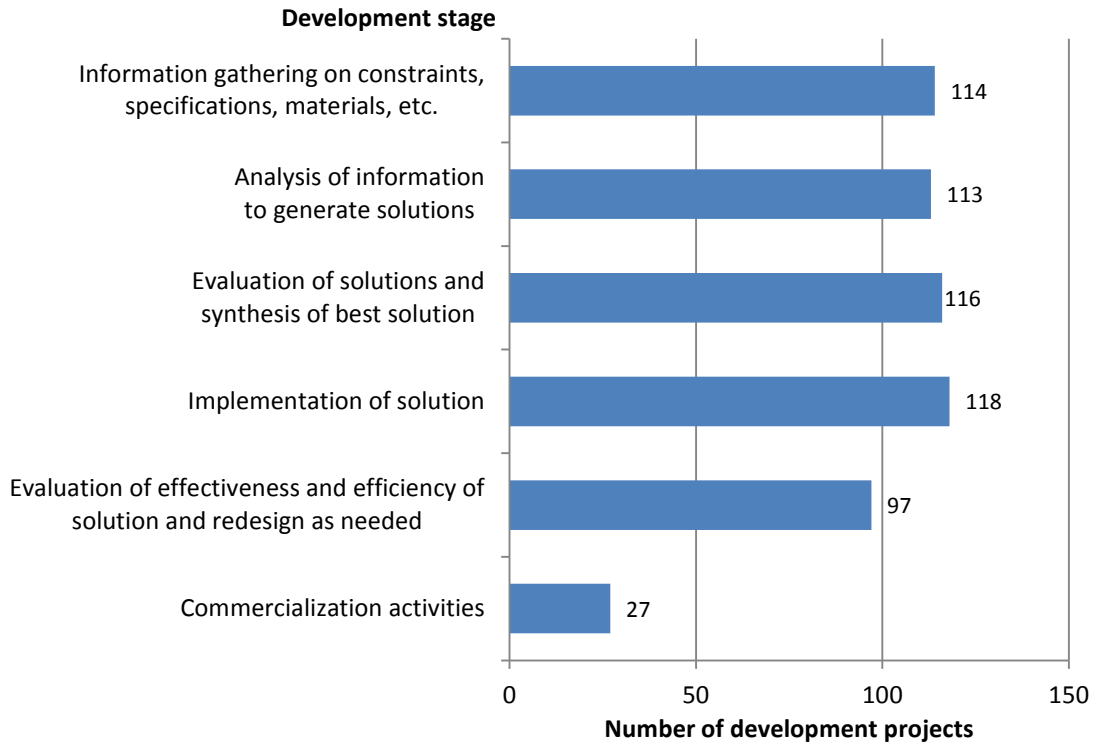 Development stage
Information gathering on constraints,
specifications, materials, etc.
114
Analysis of information
to generate solutions
113
Evaluation of solutions and
synthesis of best solution
116
Implementation of solution
118
Evaluation of effectiveness and efficiency of
solution and redesign as needed
97
Commercialization activities
27
0 50 100 150
Number of development projects